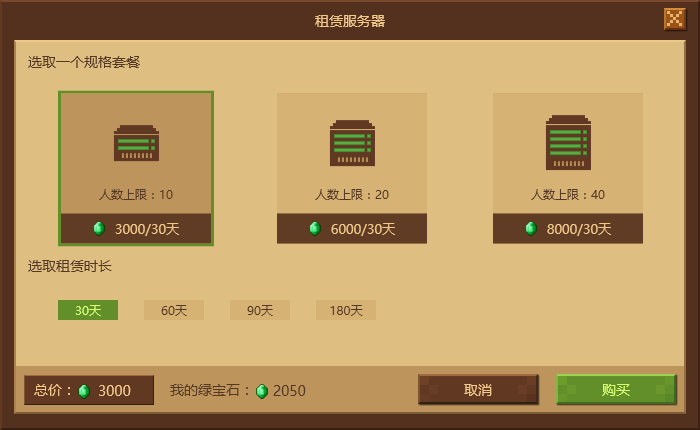 租赁服务器
选取一个规格套餐
人数上限：10
3000/30天
人数上限：20
6000/30天
人数上限：40
8000/30天
选取租赁时长
30天 60天 90天 180天
总价： 3000 我的绿宝石： 2050 取消 购买